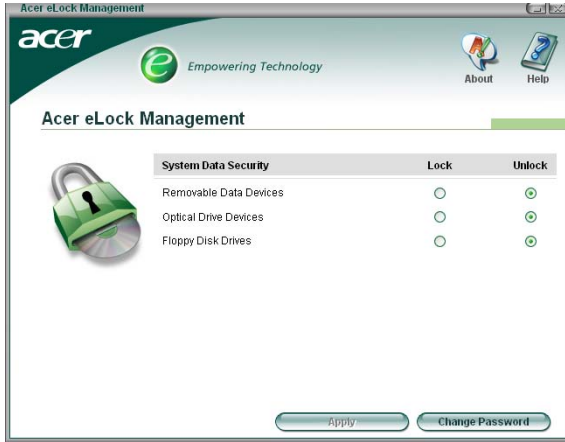 Acer eLock Management
acer
e Empowering Technology
About
Help
Acer eLock Management
System Data Security Lock Unlock
Removable Data Devices
Optical Drive Devices
Floppy Disk Drives
Apply
Change Password